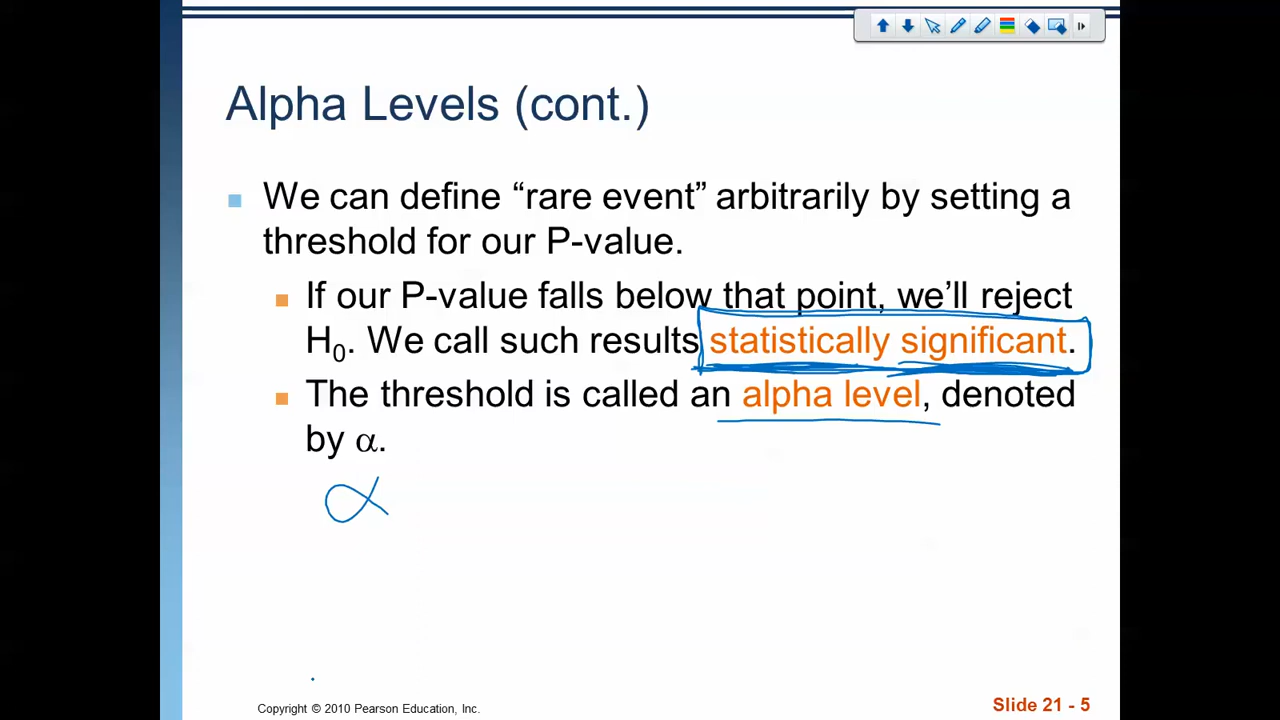 Alpha Levels (cont.)
We can define “rare event” arbitrarily by setting a
threshold for our P-value.
If our P-value falls below that point, we’ll reject
H₀. We call such results statistically significant.
The threshold is called an alpha level, denoted
by α.
α
Copyright © 2010 Pearson Education, Inc.
Slide 21 - 5